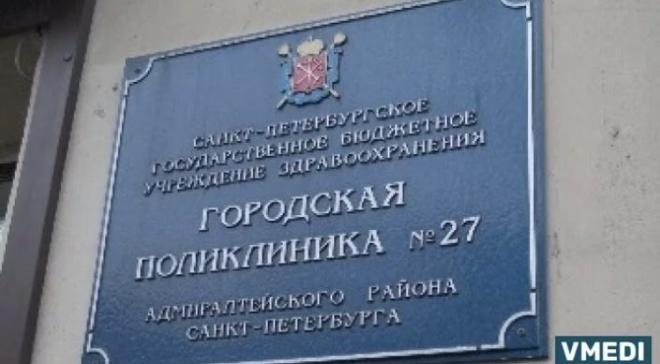 САНКТ-ПЕТЕРБУРГСКОЕ
ГОСУДАРСТВЕННОЕ БЮДЖЕТНОЕ
УЧРЕЖДЕНИЕ ЗДРАВООХРАНЕНИЯ
ГОРОДСКАЯ
ПОЛИКЛИНИКА №27
АДМИРАЛТЕЙСКОГО РАЙОНА
САНКТ-ПЕТЕРБУРГА
VMEDI